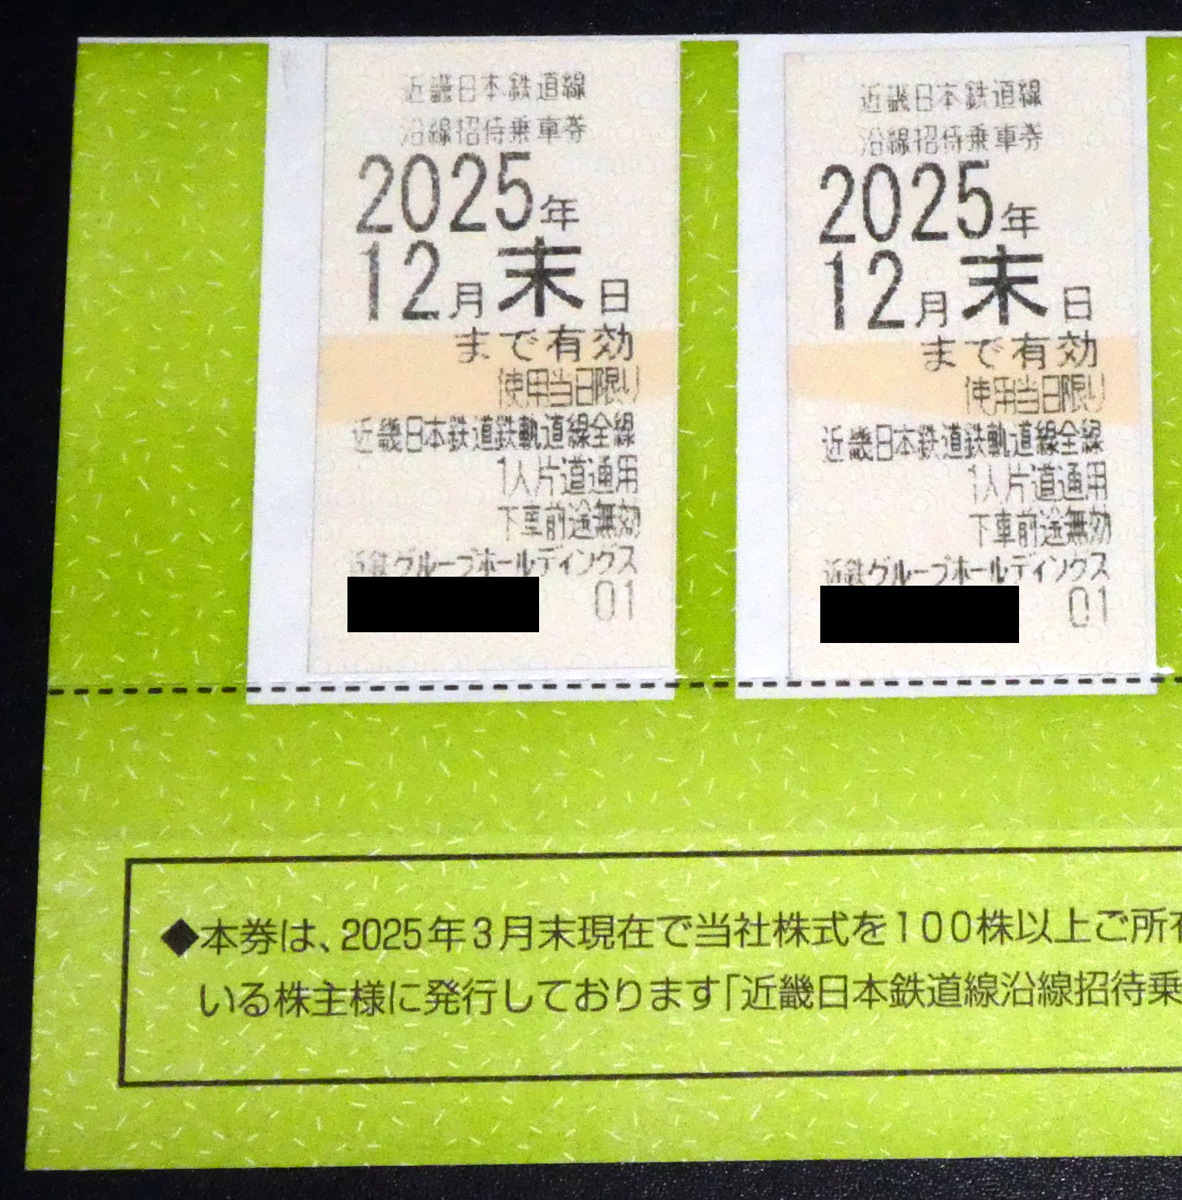 近畿日本鉄道線
沿線招待乗車券
2025年
12月末日
まで有効
使用当日限り
近畿日本鉄道鉄軌道線全線
1人片道通用
下車前途無効
近鉄グループホールディングス
01
近畿日本鉄道線
沿線招待乗車券
2025年
12月末日
まで有効
使用当日限り
近畿日本鉄道鉄軌道線全線
1人片道通用
下車前途無効
近鉄グループホールディングス
01
◆本券は、2025年3月末現在で当社株式を100株以上ご所有
いる株主様に発行しております「近畿日本鉄道線沿線招待乗